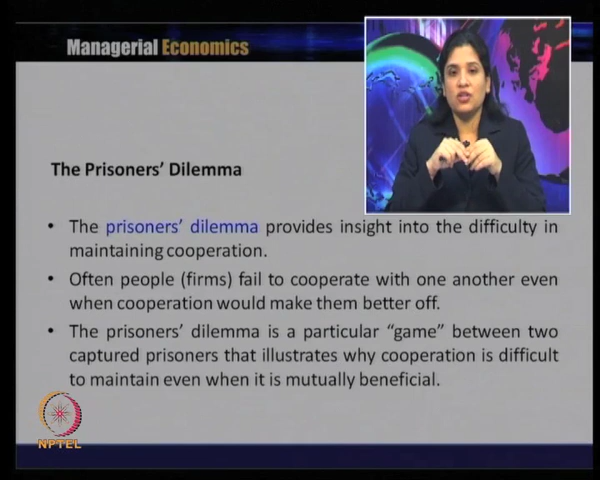 Managerial Economics
The Prisoners’ Dilemma
• The prisoners’ dilemma provides insight into the difficulty in
maintaining cooperation.
• Often people (firms) fail to cooperate with one another even
when cooperation would make them better off.
• The prisoners’ dilemma is a particular “game” between two
captured prisoners that illustrates why cooperation is difficult
to maintain even when it is mutually beneficial.
NPTEL